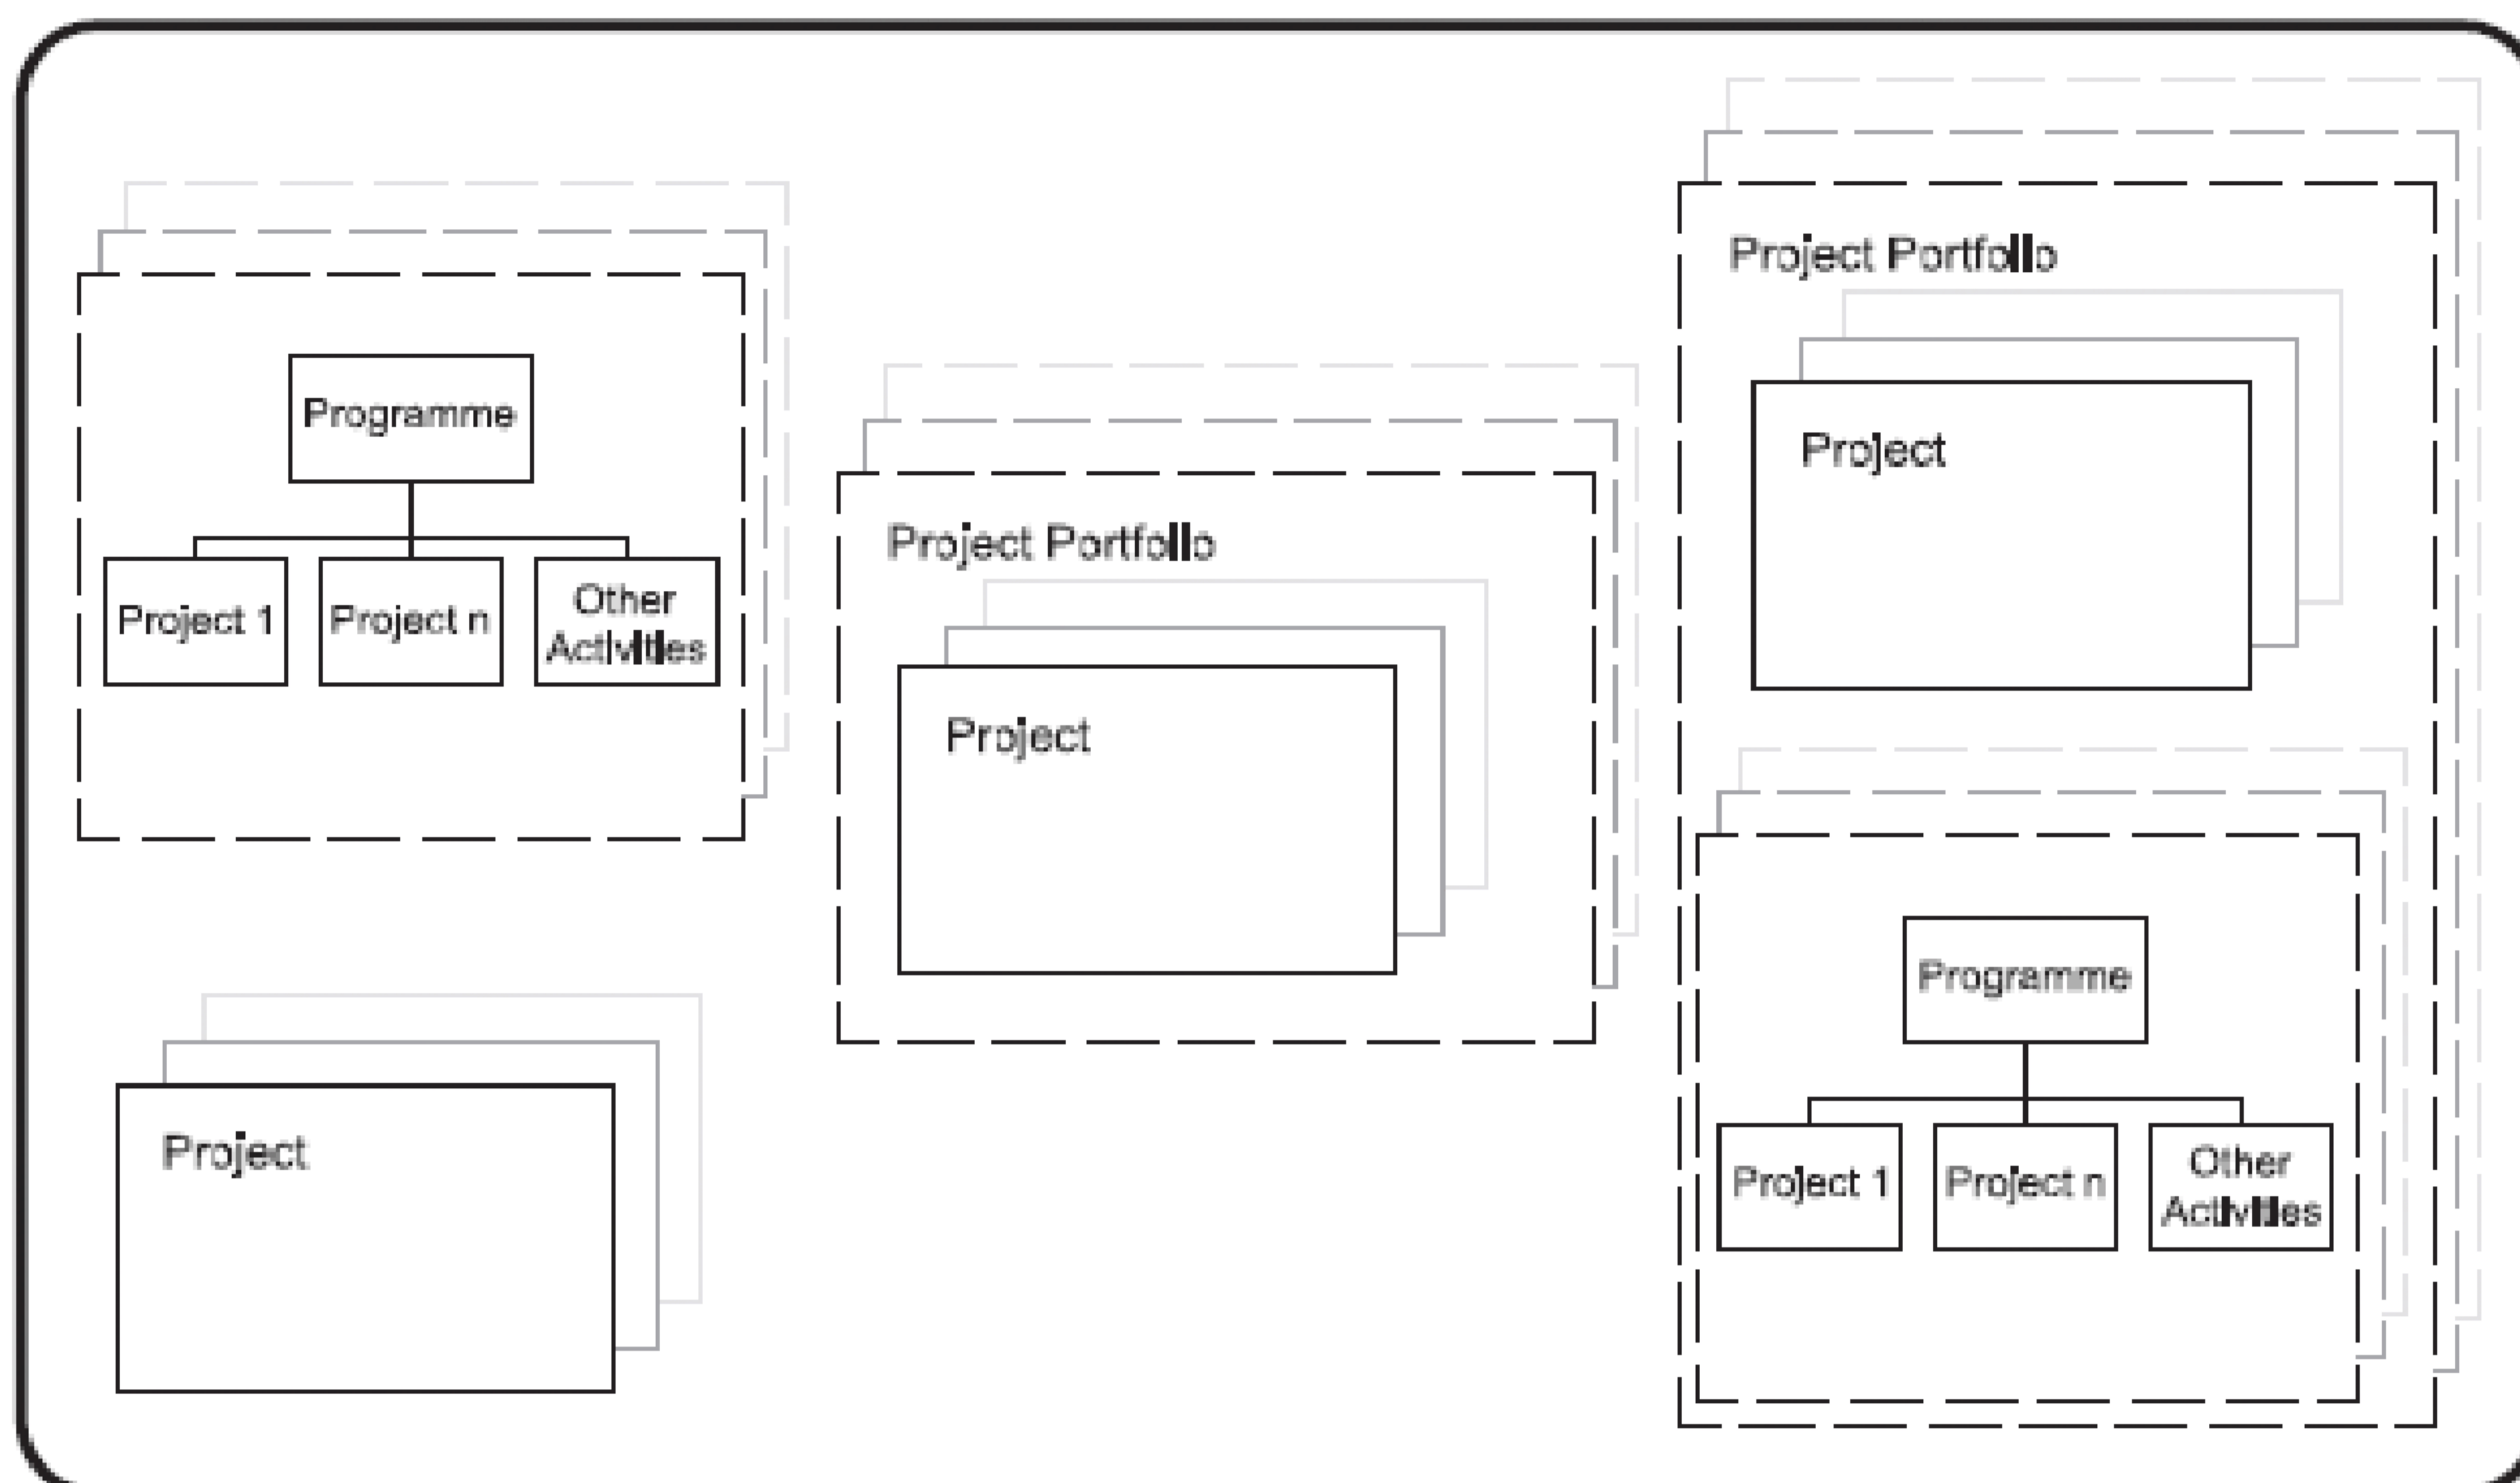 Programme
Project 1
Project n
Other
Activities
Project
Project Portfolio
Project
Project Portfolio
Project
Programme
Project 1
Project n
Other
Activities